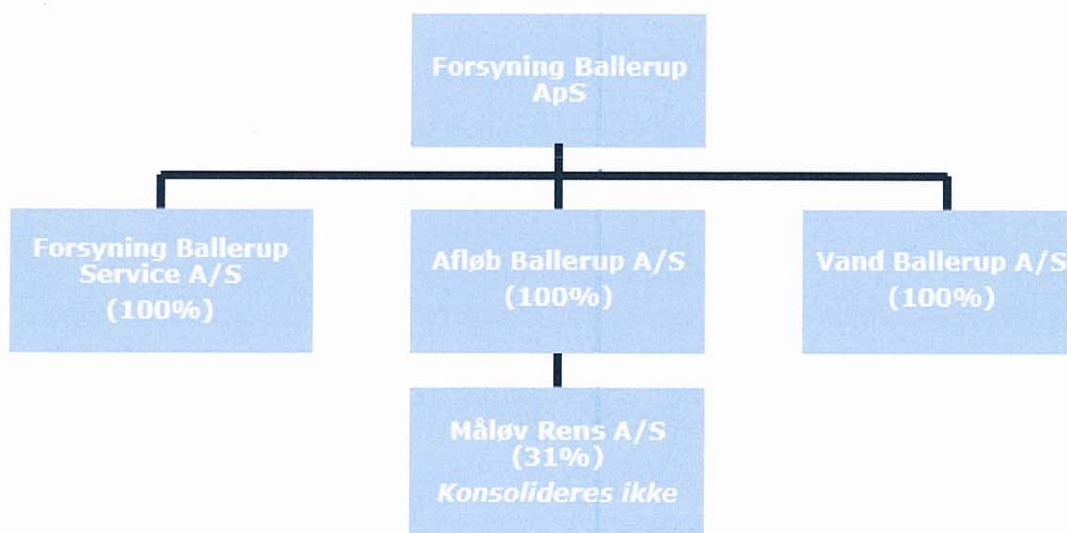 Forsyning Ballerup
ApS
Forsyning Ballerup
Service A/S
(100%)
Afløb Ballerup A/S
(100%)
Vand Ballerup A/S
(100%)
Måløv Rens A/S
(31%)
Konsolideres ikke